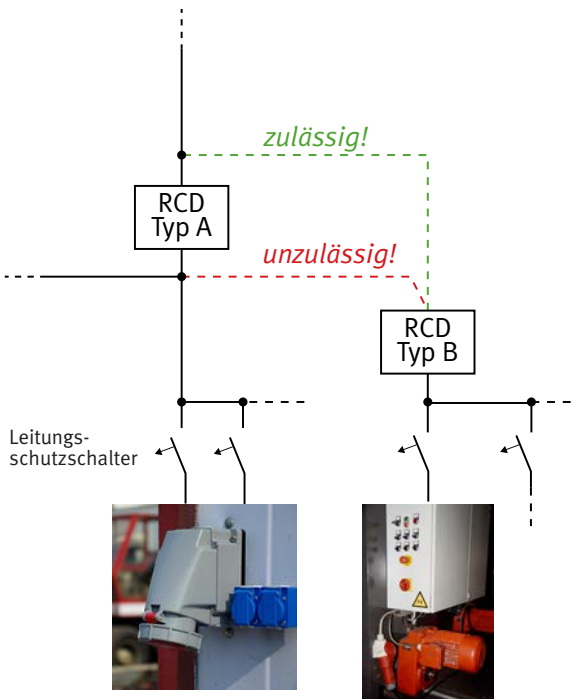 zulässig!
RCD
Typ A
unzulässig!
RCD
Typ B
Leitungs-
schutzschalter